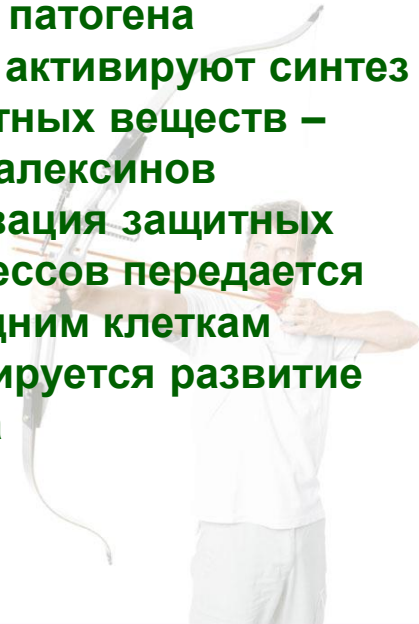 патогена
активируют синтез
тных веществ –
алексинов
вация защитных
ессов передается
дним клеткам
ируется развитие